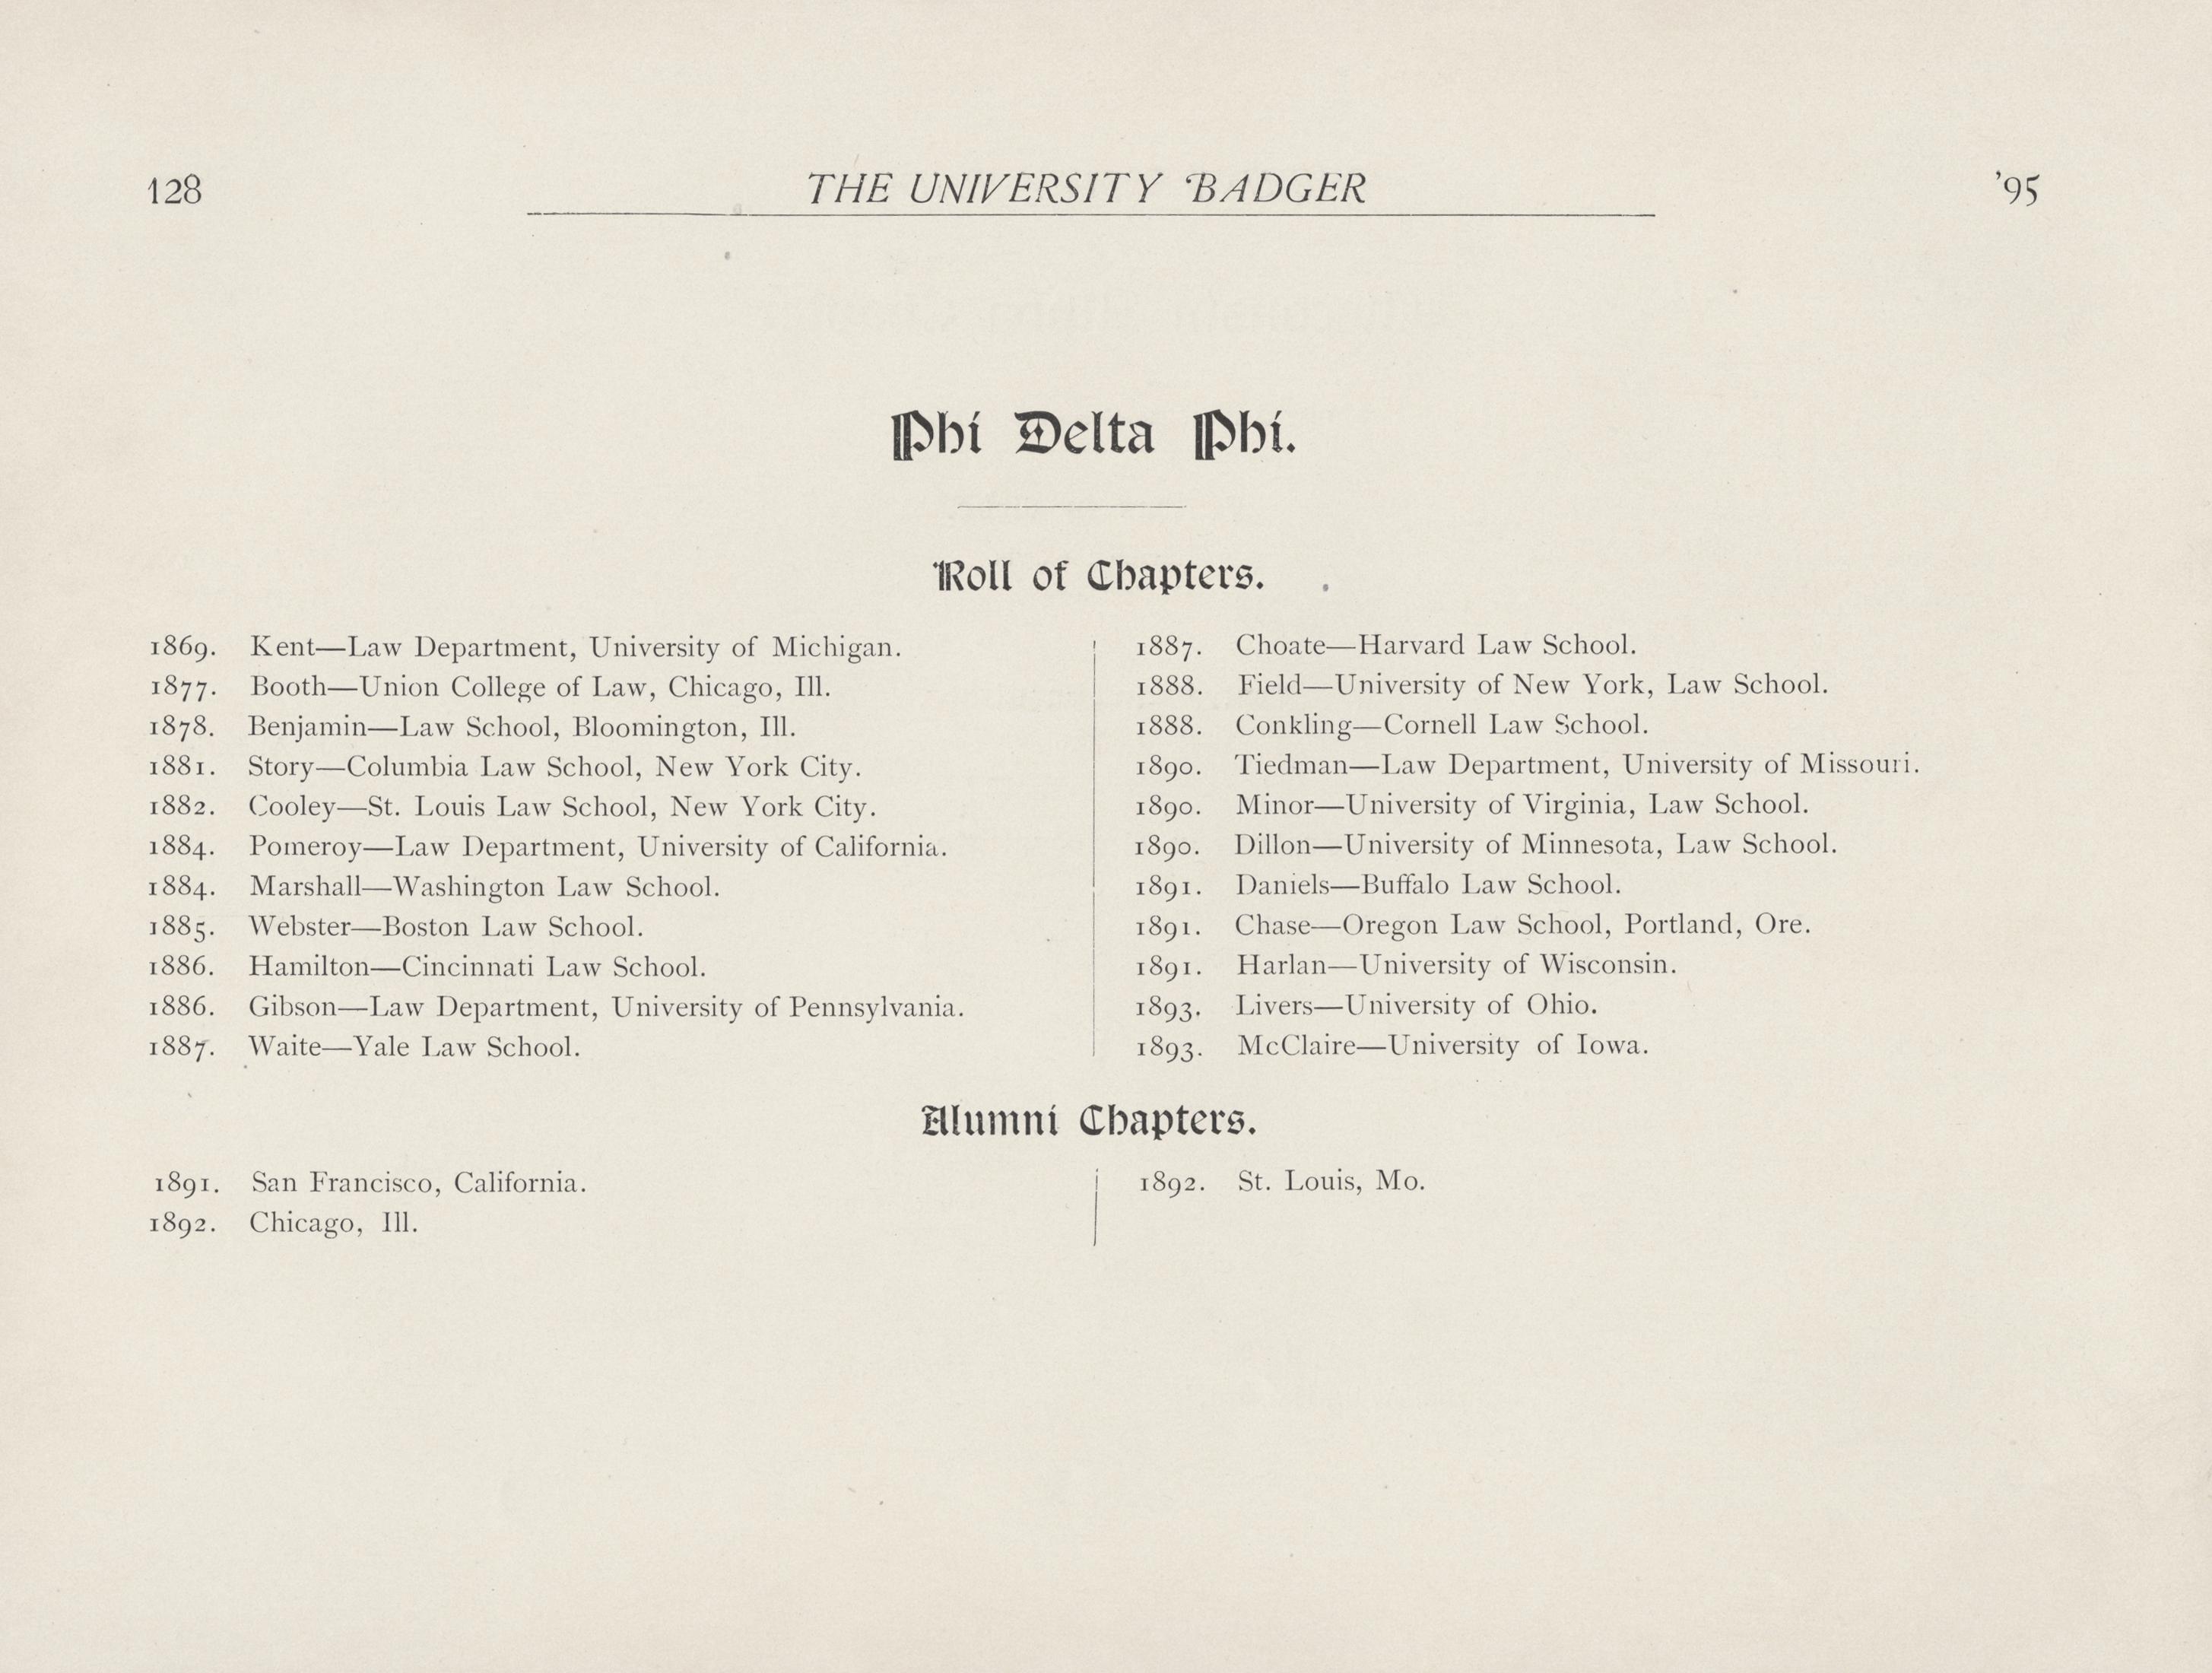 128 THE UNIVERSITY BADGER '95
Phi Delta Phi.
Roll of Chapters.
1869. Kent—Law Department, University of Michigan.
1877. Booth—Union College of Law, Chicago, Ill.
1878. Benjamin—Law School, Bloomington, Ill.
1881. Story—Columbia Law School, New York City.
1882. Cooley—St. Louis Law School, New York City.
1884. Pomeroy—Law Department, University of California.
1884. Marshall—Washington Law School.
1885. Webster—Boston Law School.
1886. Hamilton—Cincinnati Law School.
1886. Gibson—Law Department, University of Pennsylvania.
1887. Waite—Yale Law School.
1887. Choate—Harvard Law School.
1888. Field—University of New York, Law School.
1888. Conkling—Cornell Law School.
1890. Tiedman—Law Department, University of Missouri.
1890. Minor—University of Virginia, Law School.
1890. Dillon—University of Minnesota, Law School.
1891. Daniels—Buffalo Law School.
1891. Chase—Oregon Law School, Portland, Ore.
1891. Harlan—University of Wisconsin.
1893. Livers—University of Ohio.
1893. McClaire—University of Iowa.
Alumni Chapters.
1891. San Francisco, California.
1892. Chicago, Ill.
1892. St. Louis, Mo.